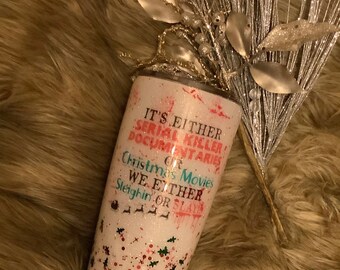 IT'S EITHER
SERIAL KILLER
DOCUMENTARIES
OR
Christmas Movies
WE EITHER
Sleighin' OR SLAYIN